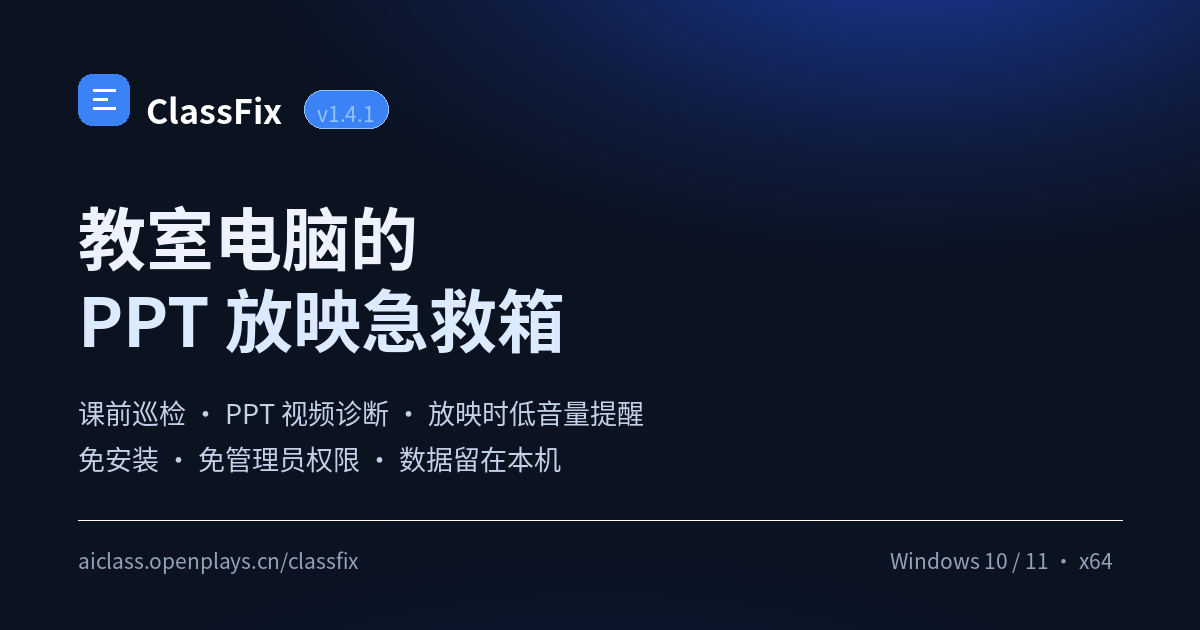 ClassFix v1.4.1
教室电脑的
PPT 放映急救箱
课前巡检 · PPT 视频诊断 · 放映时低音量提醒
免安装 · 免管理员权限 · 数据留在本机
aiclass.openplays.cn/classfix
Windows 10 / 11 · x64